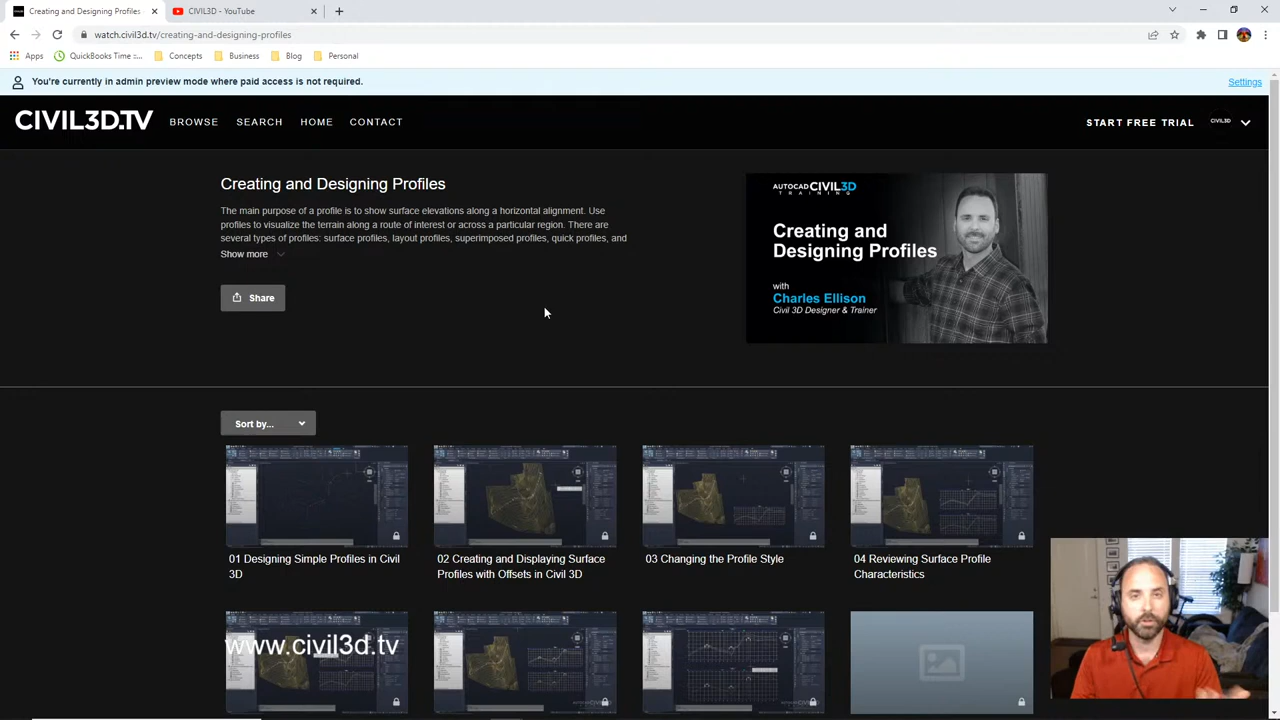 Creating and Designing Profiles
CIVIL3D - YouTube
watch.civil3d.tv/creating-and-designing-profiles
Apps
QuickBooks Time :...
Concepts
Business
Blog
Personal
You're currently in admin preview mode where paid access is not required.
Settings
CIVIL3D.TV
BROWSE
SEARCH
HOME
CONTACT
START FREE TRIAL
CIVIL3D
Creating and Designing Profiles
The main purpose of a profile is to show surface elevations along a horizontal alignment. Use
profiles to visualize the terrain along a route of interest or across a particular region. There are
several types of profiles: surface profiles, layout profiles, superimposed profiles, quick profiles, and
Show more
Share
AUTOCAD CIVIL3D
TRAINING
Creating and
Designing Profiles
with
Charles Ellison
Civil 3D Designer & Trainer
Sort by...
01 Designing Simple Profiles in Civil
3D
02 Creating and Displaying Surface
Profiles with Offsets in Civil 3D
03 Changing the Profile Style
04 Reviewing Surface Profile
Characteristics
www.civil3d.tv